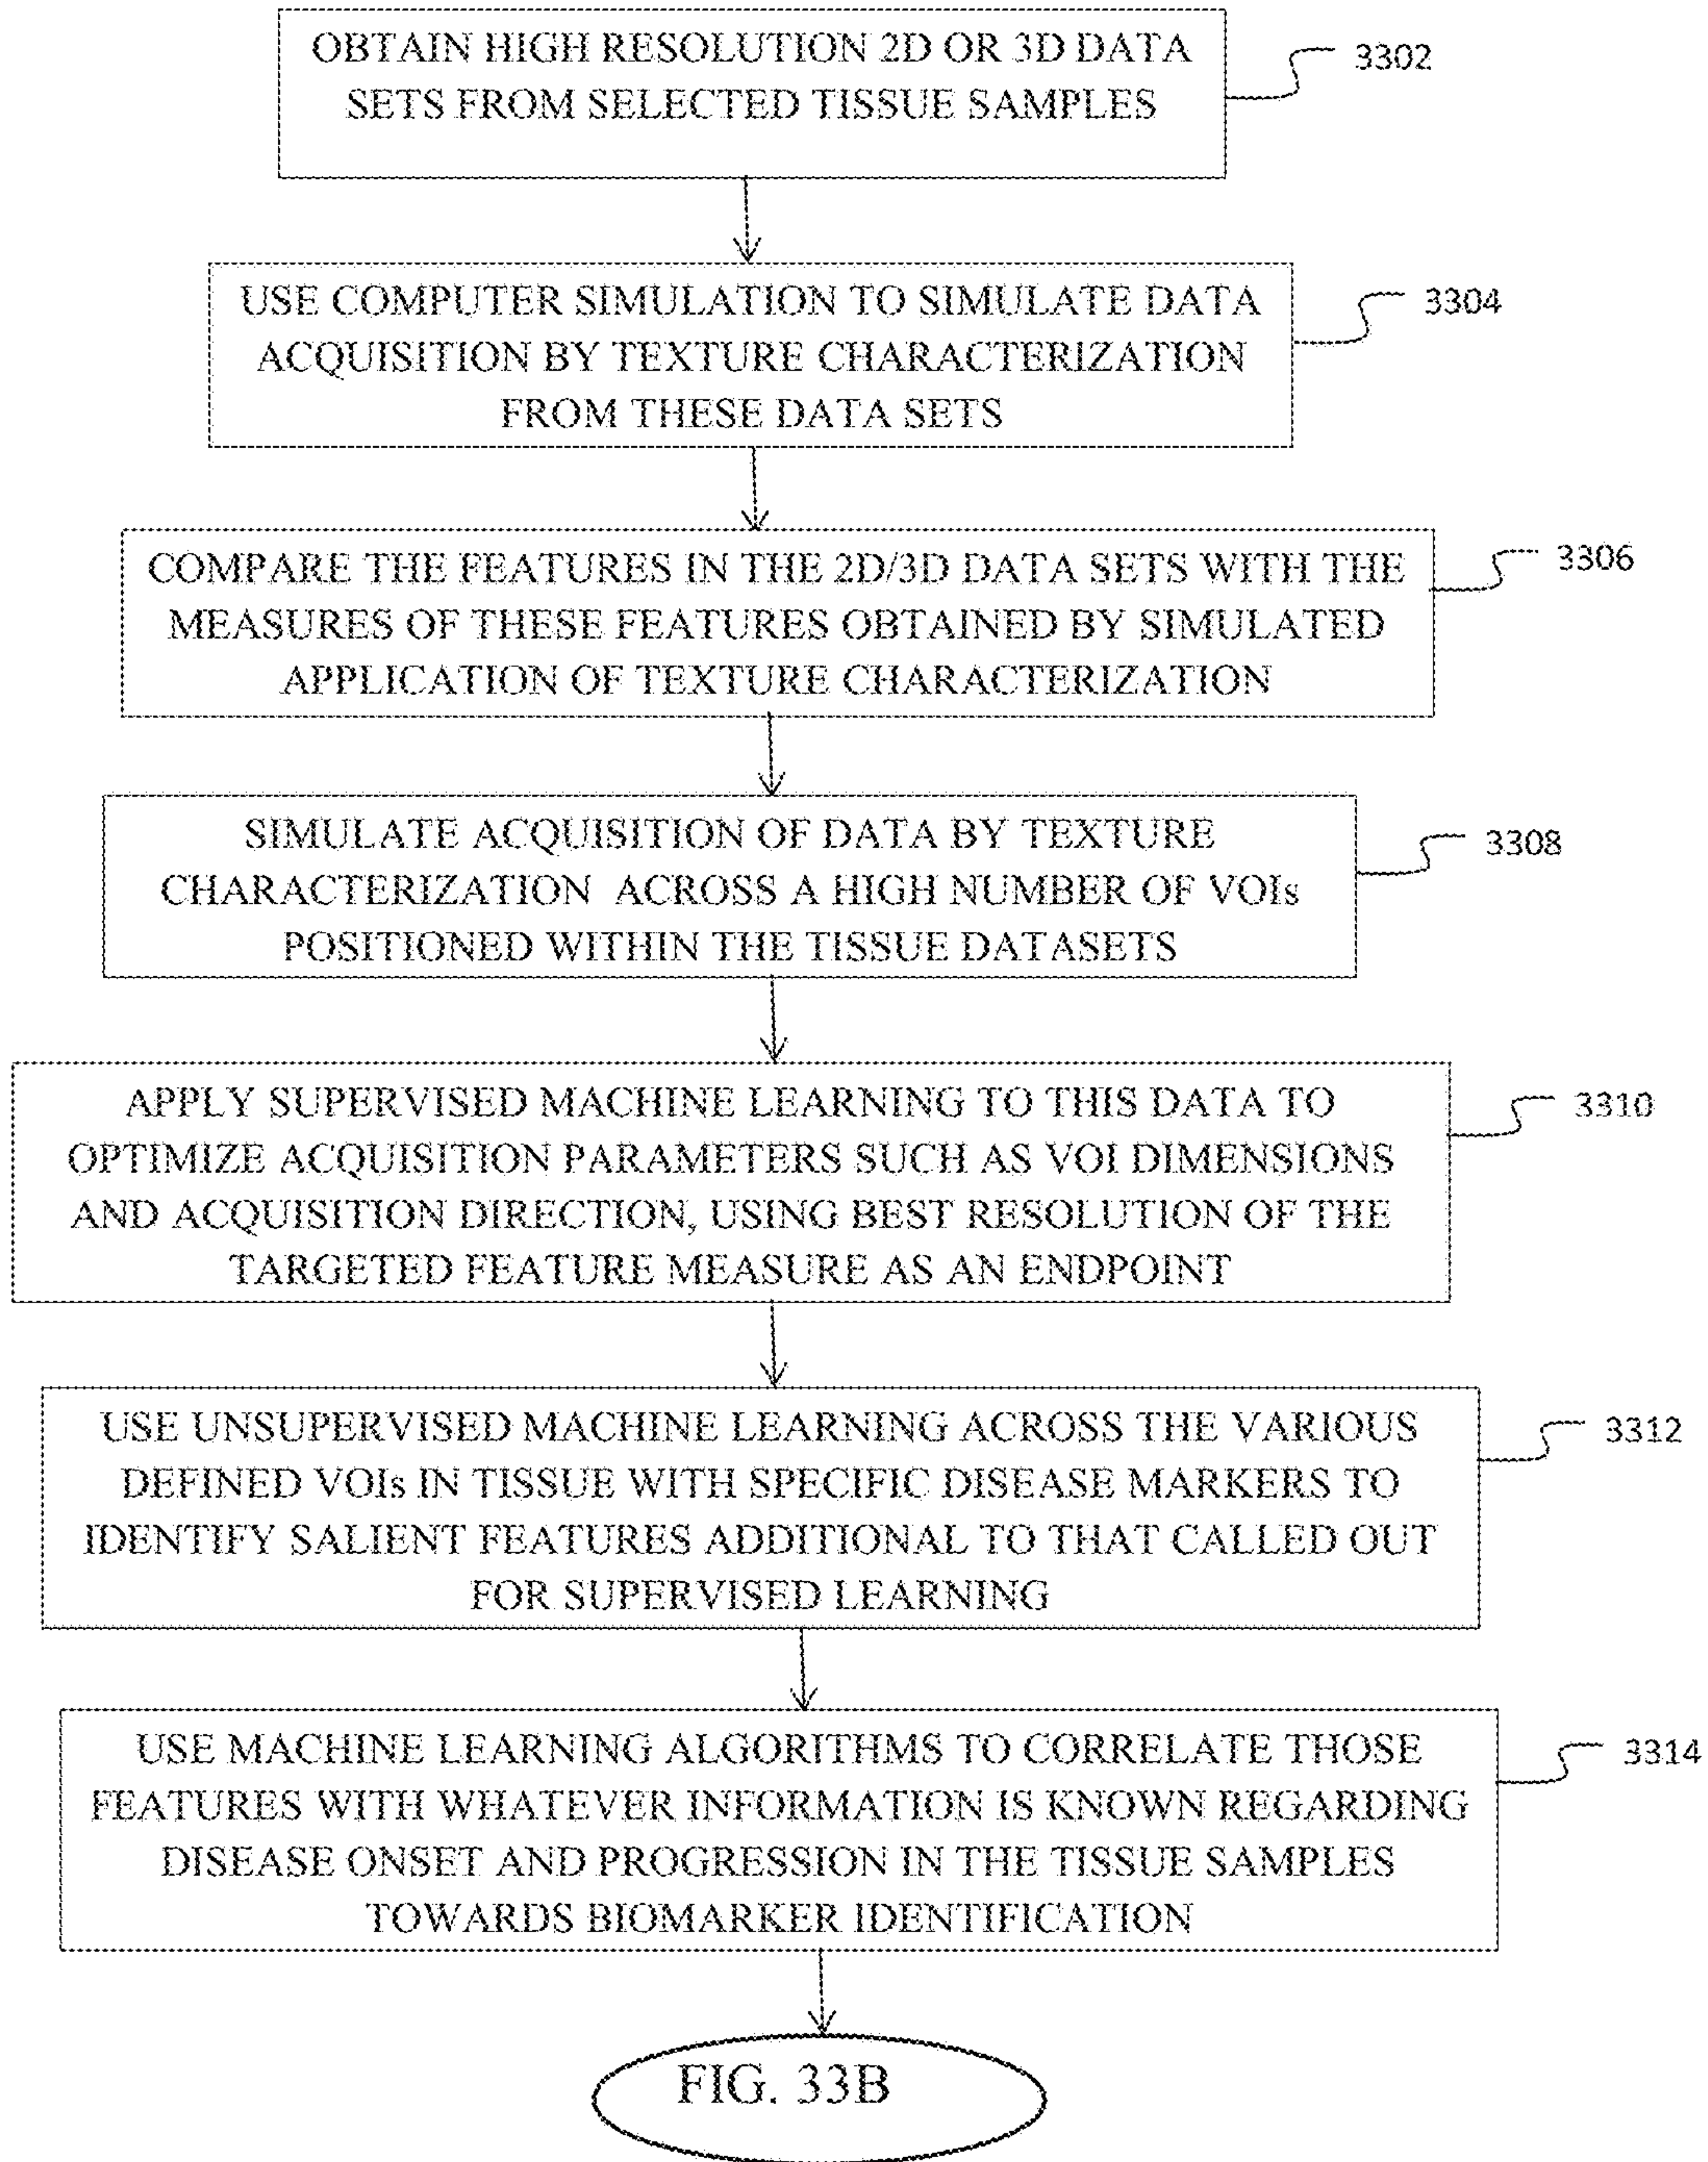 OBTAIN HIGH RESOLUTION 2D OR 3D DATA
SETS FROM SELECTED TISSUE SAMPLES
3302
USE COMPUTER SIMULATION TO SIMULATE DATA
ACQUISITION BY TEXTURE CHARACTERIZATION
FROM THESE DATA SETS
3304
COMPARE THE FEATURES IN THE 2D/3D DATA SETS WITH THE
MEASURES OF THESE FEATURES OBTAINED BY SIMULATED
APPLICATION OF TEXTURE CHARACTERIZATION
3306
SIMULATE ACQUISITION OF DATA BY TEXTURE
CHARACTERIZATION ACROSS A HIGH NUMBER OF VOIs
POSITIONED WITHIN THE TISSUE DATASETS
3308
APPLY SUPERVISED MACHINE LEARNING TO THIS DATA TO
OPTIMIZE ACQUISITION PARAMETERS SUCH AS VOI DIMENSIONS
AND ACQUISITION DIRECTION, USING BEST RESOLUTION OF THE
TARGETED FEATURE MEASURE AS AN ENDPOINT
3310
USE UNSUPERVISED MACHINE LEARNING ACROSS THE VARIOUS
DEFINED VOIs IN TISSUE WITH SPECIFIC DISEASE MARKERS TO
IDENTIFY SALIENT FEATURES ADDITIONAL TO THAT CALLED OUT
FOR SUPERVISED LEARNING
3312
USE MACHINE LEARNING ALGORITHMS TO CORRELATE THOSE
FEATURES WITH WHATEVER INFORMATION IS KNOWN REGARDING
DISEASE ONSET AND PROGRESSION IN THE TISSUE SAMPLES
TOWARDS BIOMARKER IDENTIFICATION
3314
FIG. 33B